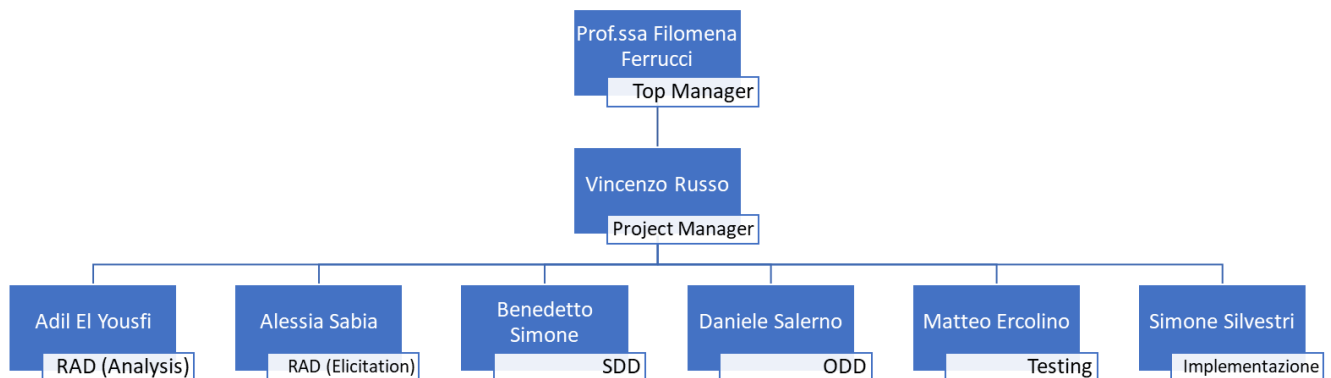 Prof.ssa Filomena
Ferrucci
Top Manager
Vincenzo Russo
Project Manager
Adil El Yousfi
RAD (Analysis)
Alessia Sabia
RAD (Elicitation)
Benedetto
Simone
SDD
Daniele Salerno
ODD
Matteo Ercolino
Testing
Simone Silvestri
Implementazione